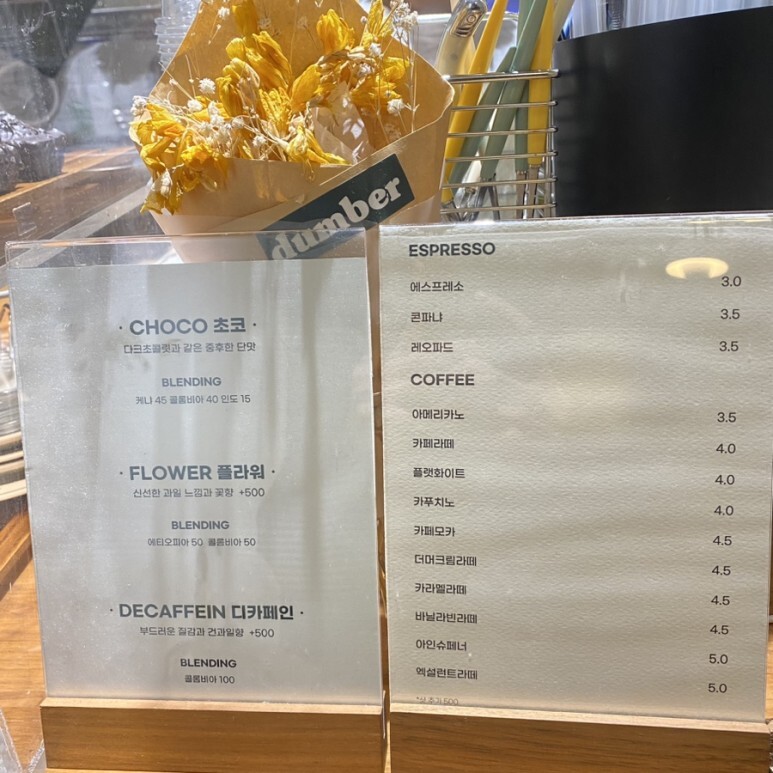 dumber
· CHOCO 초코 ·
다크초콜릿과 같은 중후한 단맛
BLENDING
케냐 45 콜롬비아 40 인도 15
· FLOWER 플라워 ·
신선한 과일 느낌과 꽃향 +500
BLENDING
에티오피아 50 콜롬비아 50
· DECAFFEIN 디카페인 ·
부드러운 질감과 건과일향 +500
BLENDING
콜롬비아 100
ESPRESSO
에스프레소 3.0
콘파냐 3.5
레오파드 3.5
COFFEE
아메리카노 3.5
카페라떼 4.0
플랫화이트 4.0
카푸치노 4.0
카페모카 4.5
더머크림라떼 4.5
카라멜라떼 4.5
바닐라빈라떼 4.5
아인슈페너 5.0
엑설런트라떼 5.0
*샷 추가 500